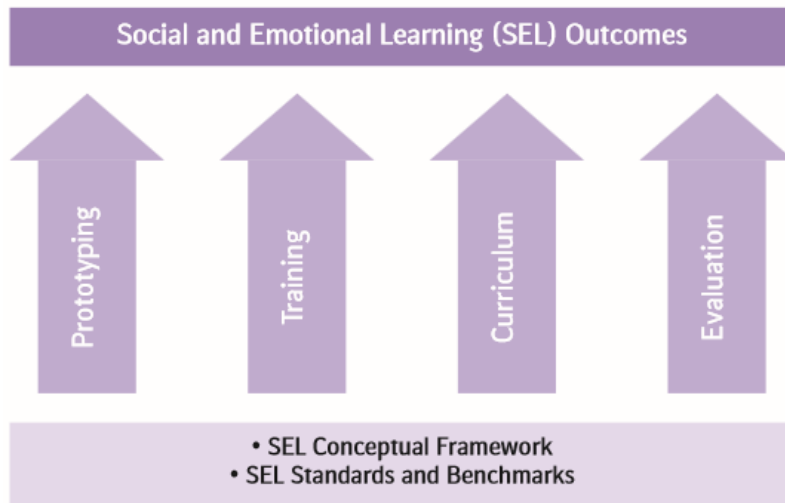 Social and Emotional Learning (SEL) Outcomes
Prototyping
Training
Curriculum
Evaluation
• SEL Conceptual Framework
• SEL Standards and Benchmarks